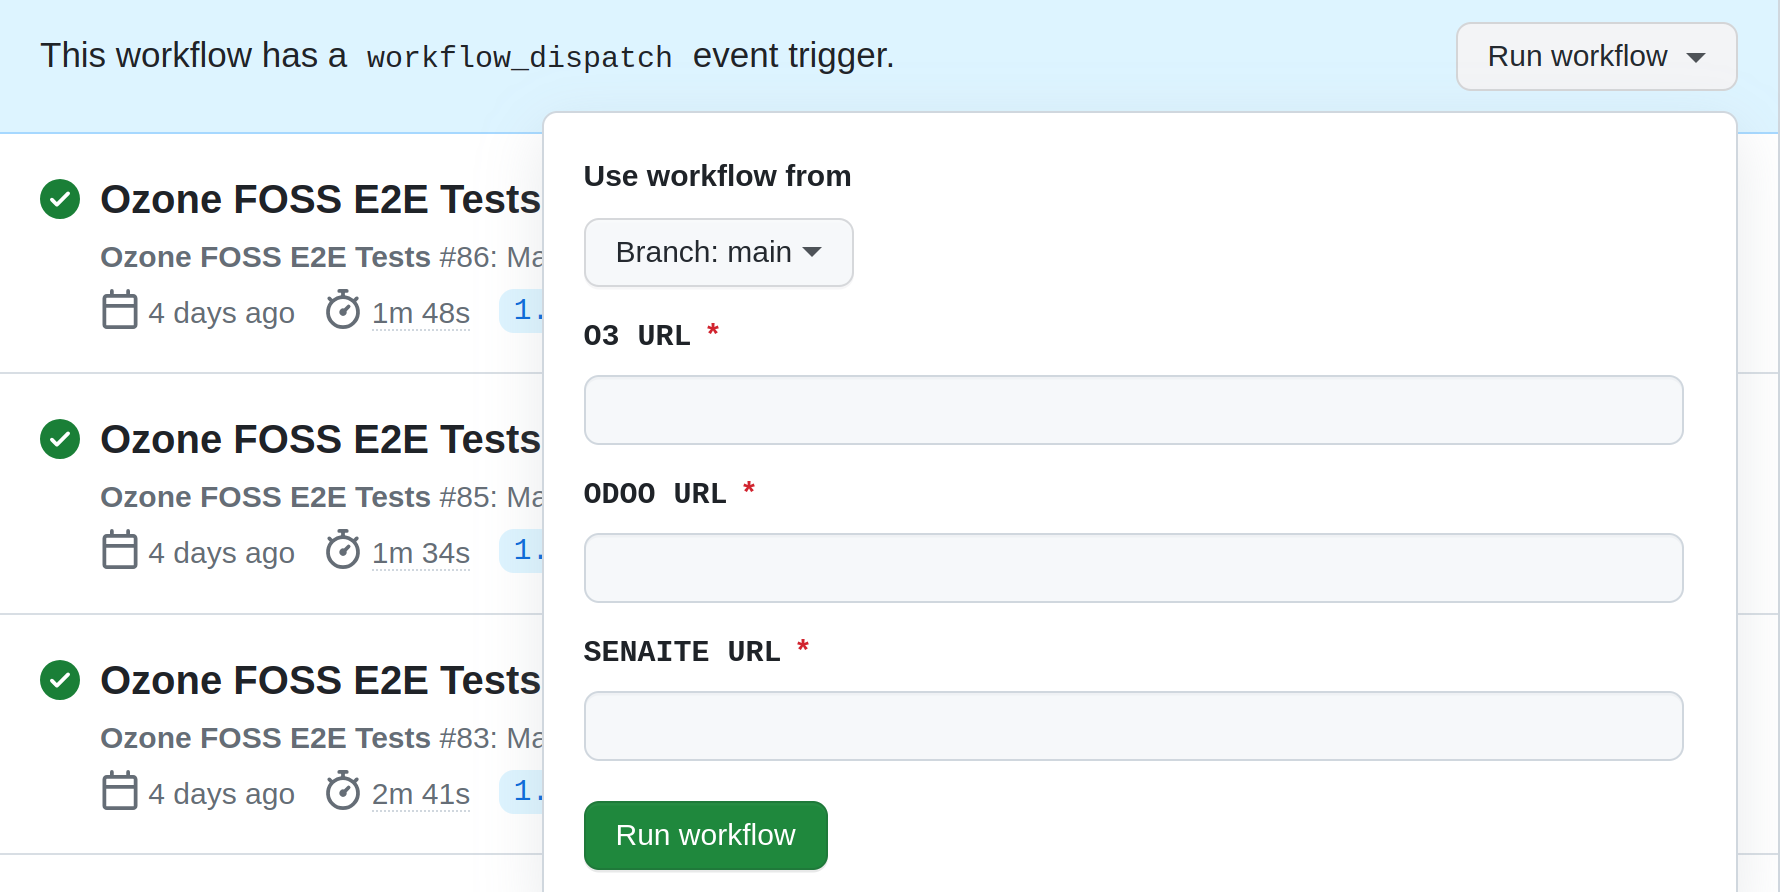 This workflow has a workflow_dispatch event trigger.
Run workflow
Use workflow from
Branch: main
O3 URL *
ODOO URL *
SENAITE URL *
Run workflow
Ozone FOSS E2E Tests
Ozone FOSS E2E Tests #86: Ma
4 days ago 1m 48s 1.
Ozone FOSS E2E Tests
Ozone FOSS E2E Tests #85: Ma
4 days ago 1m 34s 1.
Ozone FOSS E2E Tests
Ozone FOSS E2E Tests #83: Ma
4 days ago 2m 41s 1.